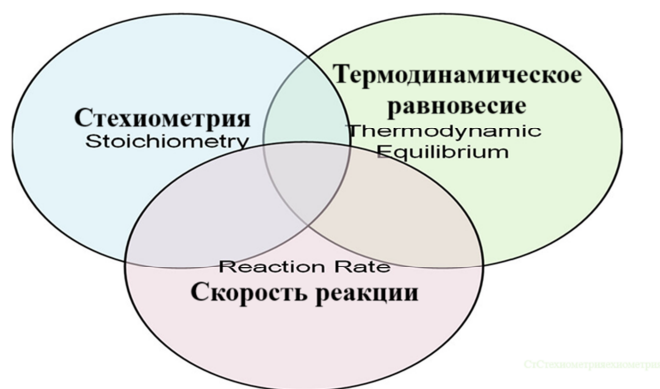 Стехиометрия
Stoichiometry
Термодинамическое
равновесие
Thermodynamic
Equilibrium
Reaction Rate
Скорость реакции